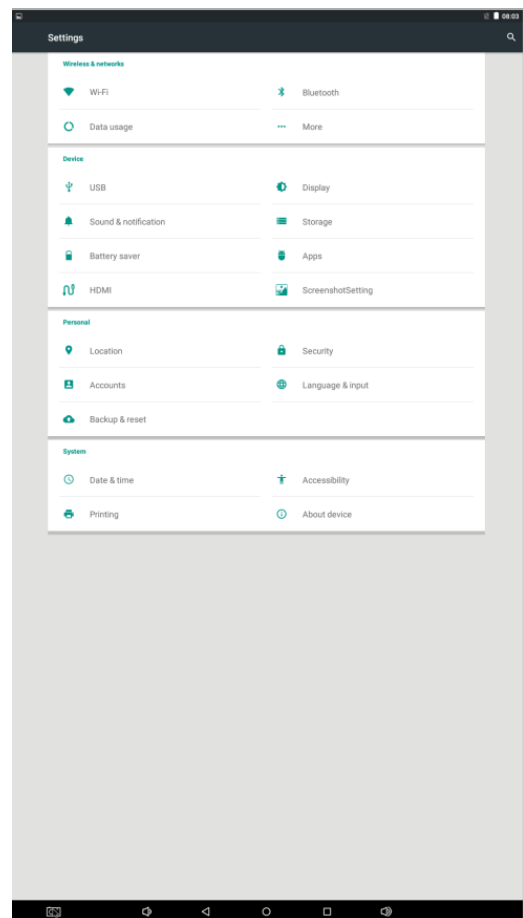 08:03
Settings
Wireless & networks
Wi-Fi
Bluetooth
Data usage
More
Device
USB
Display
Sound & notification
Storage
Battery saver
Apps
HDMI
ScreenshotSetting
Personal
Location
Security
Accounts
Language & input
Backup & reset
System
Date & time
Accessibility
Printing
About device